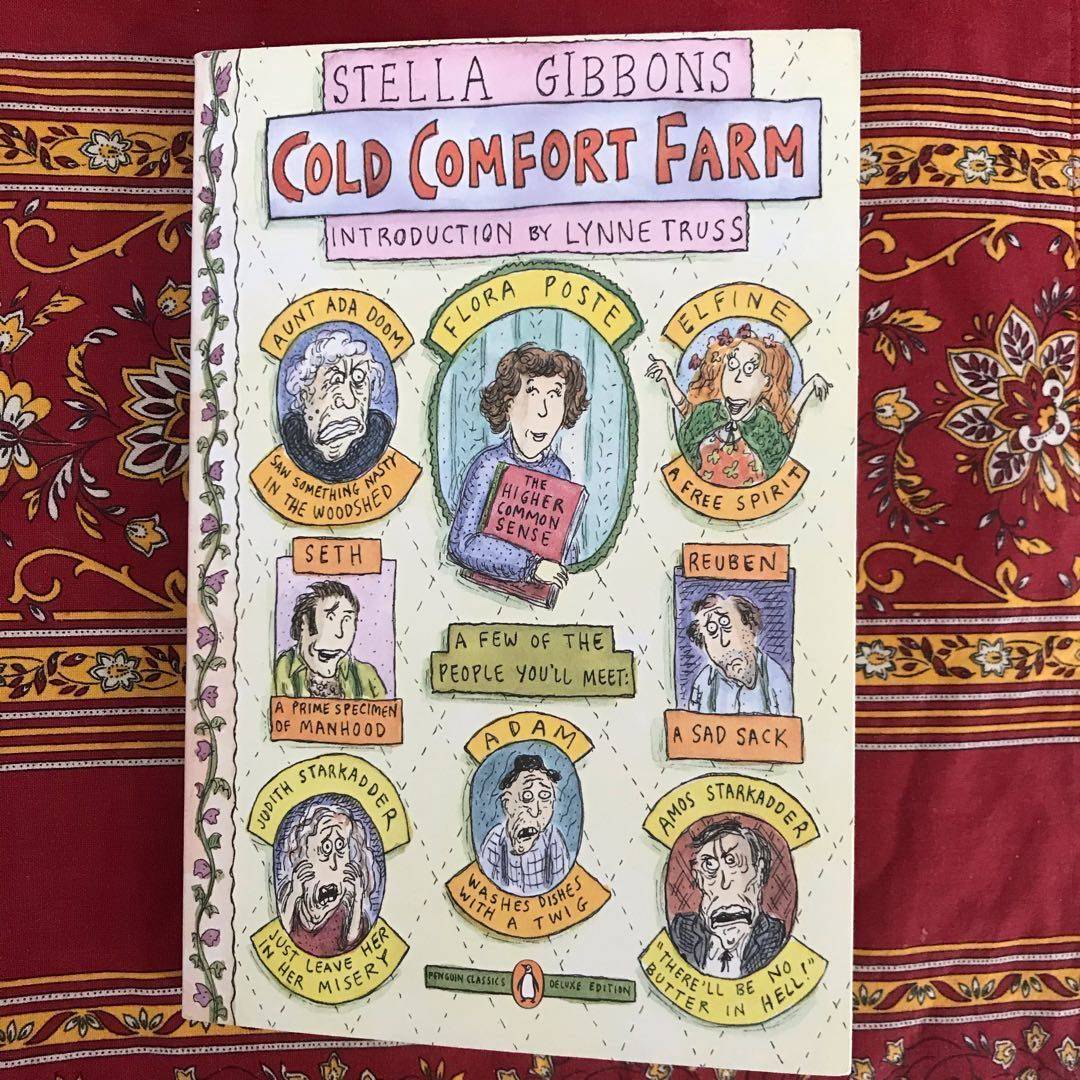 STELLA GIBBONS
COLD COMFORT FARM
INTRODUCTION BY LYNNE TRUSS
AUNT ADA DOOM
SAW SOMETHING NASTY
IN THE WOODSHED
FLORA POSTE
THE
HIGHER
COMMON
SENSE
ELFINE
A FREE SPIRIT
SETH
A PRIME SPECIMEN
OF MANHOOD
A FEW OF THE
PEOPLE YOU'LL MEET:
REUBEN
A SAD SACK
JUDITH STARKADDER
JUST LEAVE HER
IN HER MISERY
ADAM
WASHES DISHES
WITH A TWIG
AMOS STARKADDER
"THERE'LL BE NO
BUTTER IN HELL!"
PENGUIN CLASSICS DELUXE EDITION